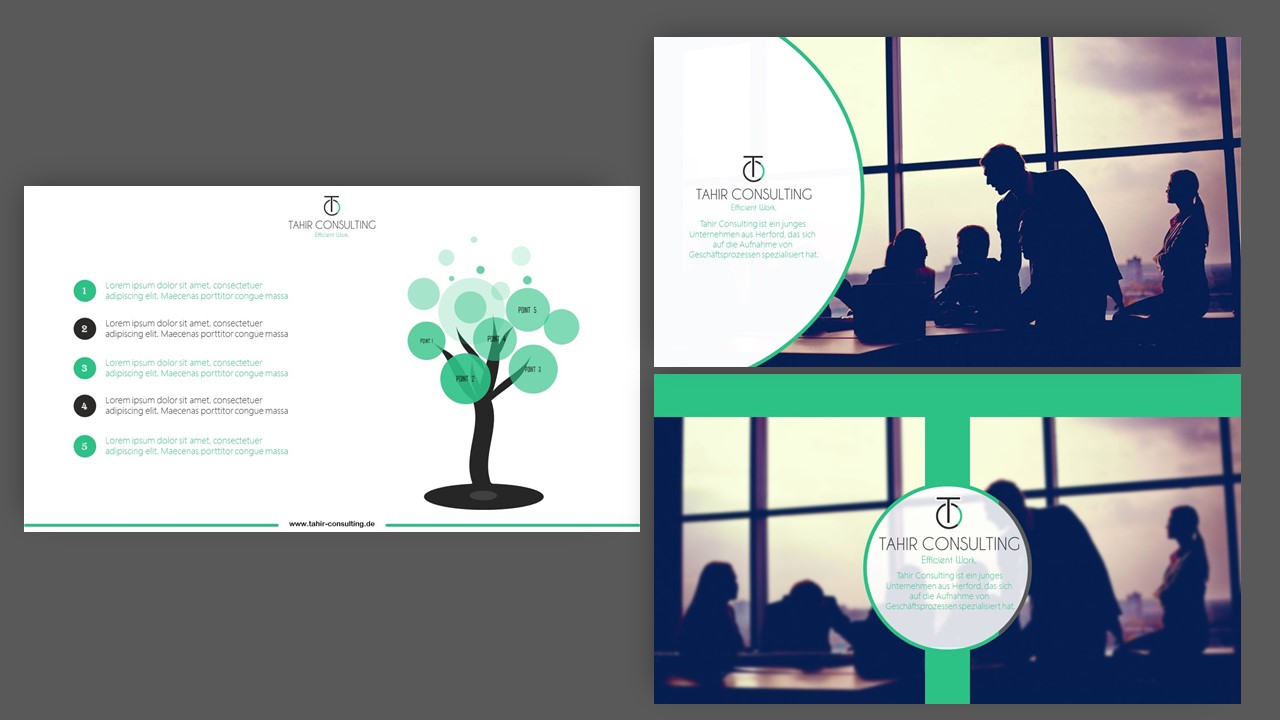 TAHIR CONSULTING
Efficient Work.
1
Lorem ipsum dolor sit amet, consectetuer
adipiscing elit. Maecenas porttitor congue massa
2
Lorem ipsum dolor sit amet, consectetuer
adipiscing elit. Maecenas porttitor congue massa
3
Lorem ipsum dolor sit amet, consectetuer
adipiscing elit. Maecenas porttitor congue massa
4
Lorem ipsum dolor sit amet, consectetuer
adipiscing elit. Maecenas porttitor congue massa
5
Lorem ipsum dolor sit amet, consectetuer
adipiscing elit. Maecenas porttitor congue massa
POINT 5
POINT 1
POINT 4
POINT 2
POINT 3
www.tahir-consulting.de
TAHIR CONSULTING
Efficient Work.
Tahir Consulting ist ein junges
Unternehmen aus Herford, das sich
auf die Aufnahme von
Geschäftsprozessen spezialisiert hat.
TAHIR CONSULTING
Efficient Work.
Tahir Consulting ist ein junges
Unternehmen aus Herford, das sich
auf die Aufnahme von
Geschäftsprozessen spezialisiert hat.